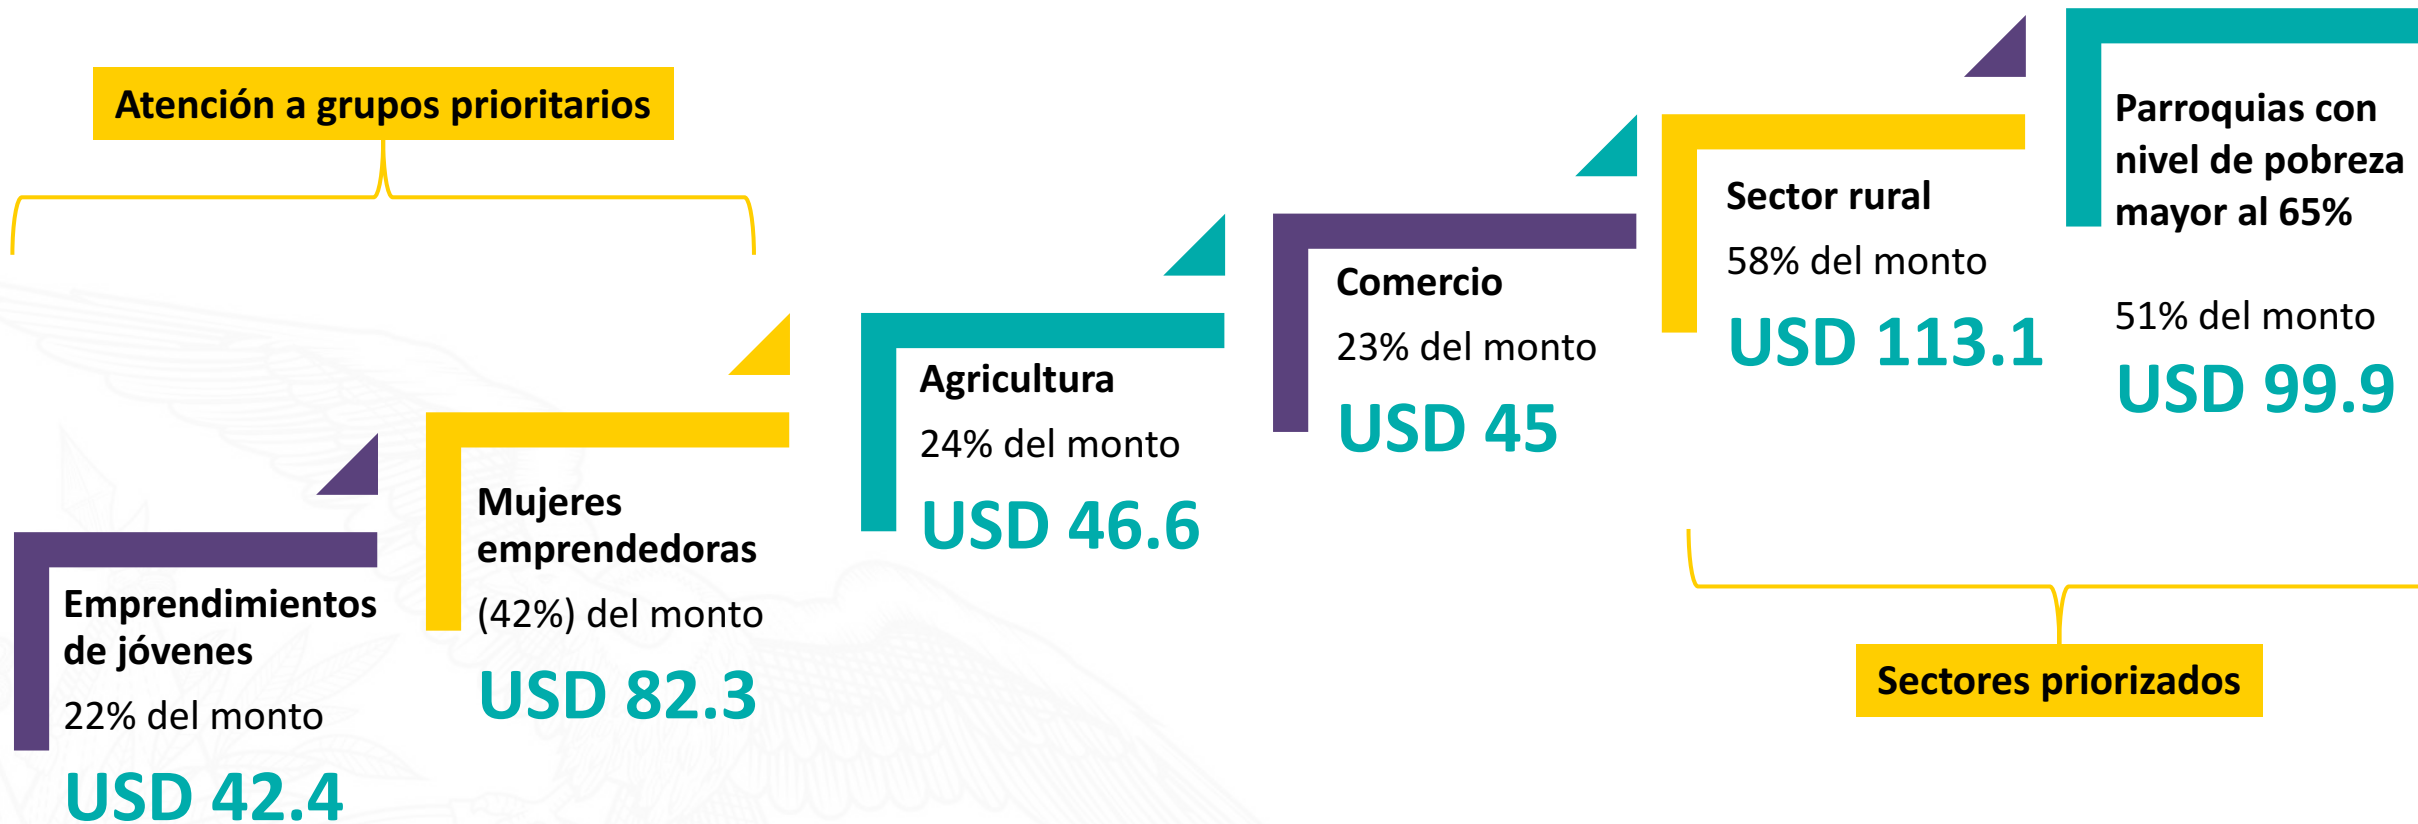 Atención a grupos prioritarios
Emprendimientos
de jóvenes
22% del monto
USD 42.4
Mujeres
emprendedoras
(42%) del monto
USD 82.3
Agricultura
24% del monto
USD 46.6
Comercio
23% del monto
USD 45
Sector rural
58% del monto
USD 113.1
Parroquias con
nivel de pobreza
mayor al 65%
51% del monto
USD 99.9
Sectores priorizados